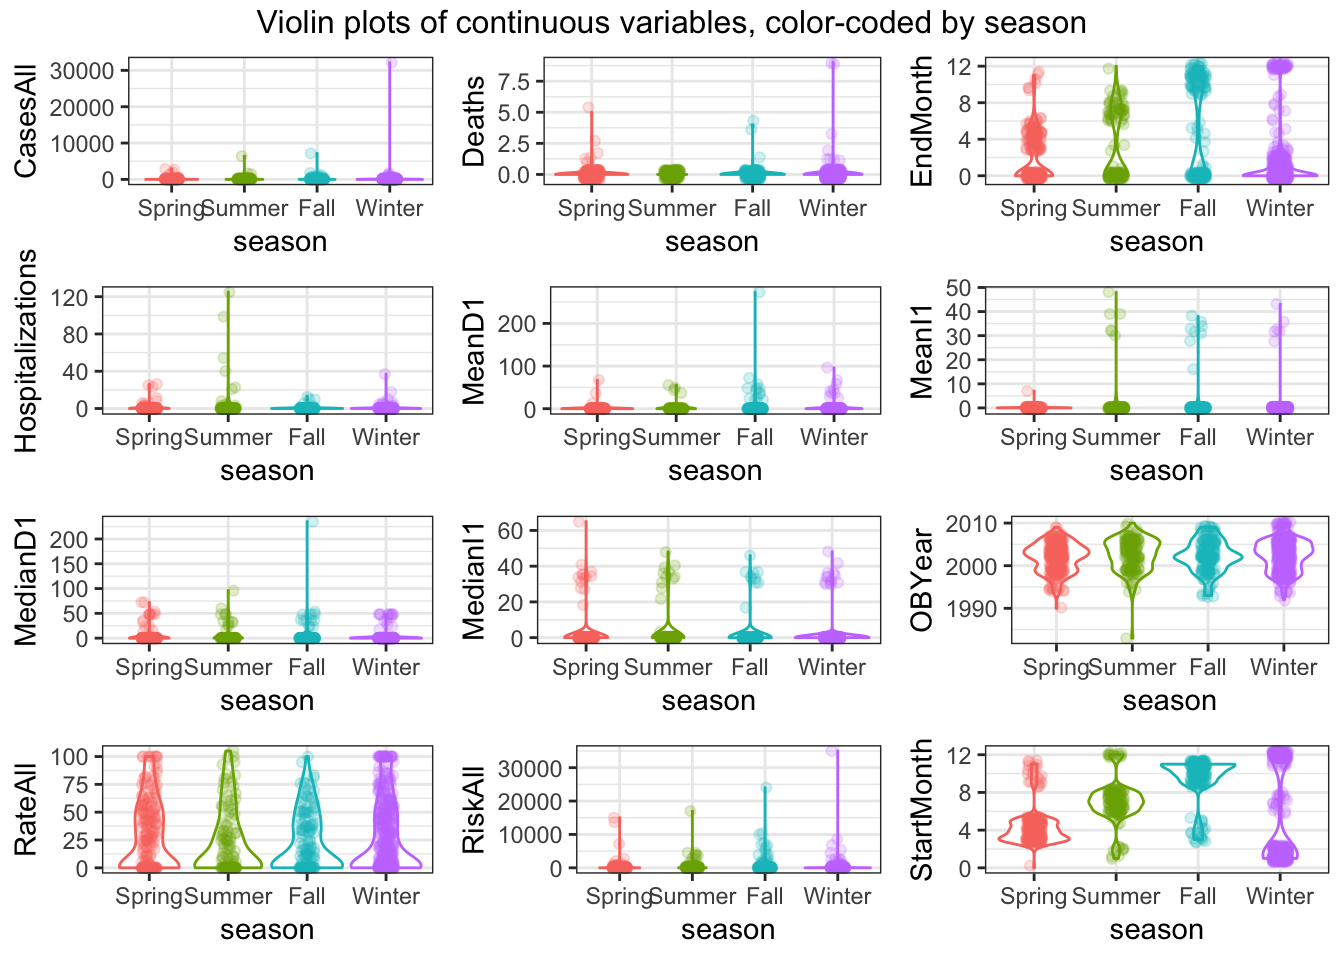 Violin plots of continuous variables, color-coded by season
CasesAll
30000
20000
10000
0
Spring Summer Fall Winter
season
Deaths
7.5
5.0
2.5
0.0
Spring Summer Fall Winter
season
EndMonth
12
8
4
0
Spring Summer Fall Winter
season
Hospitalizations
120
80
40
0
Spring Summer Fall Winter
season
MeanD1
200
100
0
Spring Summer Fall Winter
season
MeanI1
50
40
30
20
10
0
Spring Summer Fall Winter
season
MedianD1
200
150
100
50
0
Spring Summer Fall Winter
season
MedianI1
60
40
20
0
Spring Summer Fall Winter
season
OBYear
2010
2000
1990
Spring Summer Fall Winter
season
RateAll
100
75
50
25
0
Spring Summer Fall Winter
season
RiskAll
30000
20000
10000
0
Spring Summer Fall Winter
season
StartMonth
12
8
4
0
Spring Summer Fall Winter
season